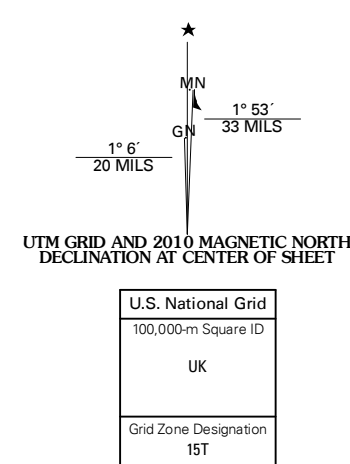 MN
GN
1° 53´
33 MILS
1° 6´
20 MILS
UTM GRID AND 2010 MAGNETIC NORTH
DECLINATION AT CENTER OF SHEET
U.S. National Grid
100,000-m Square ID
UK
Grid Zone Designation
15T